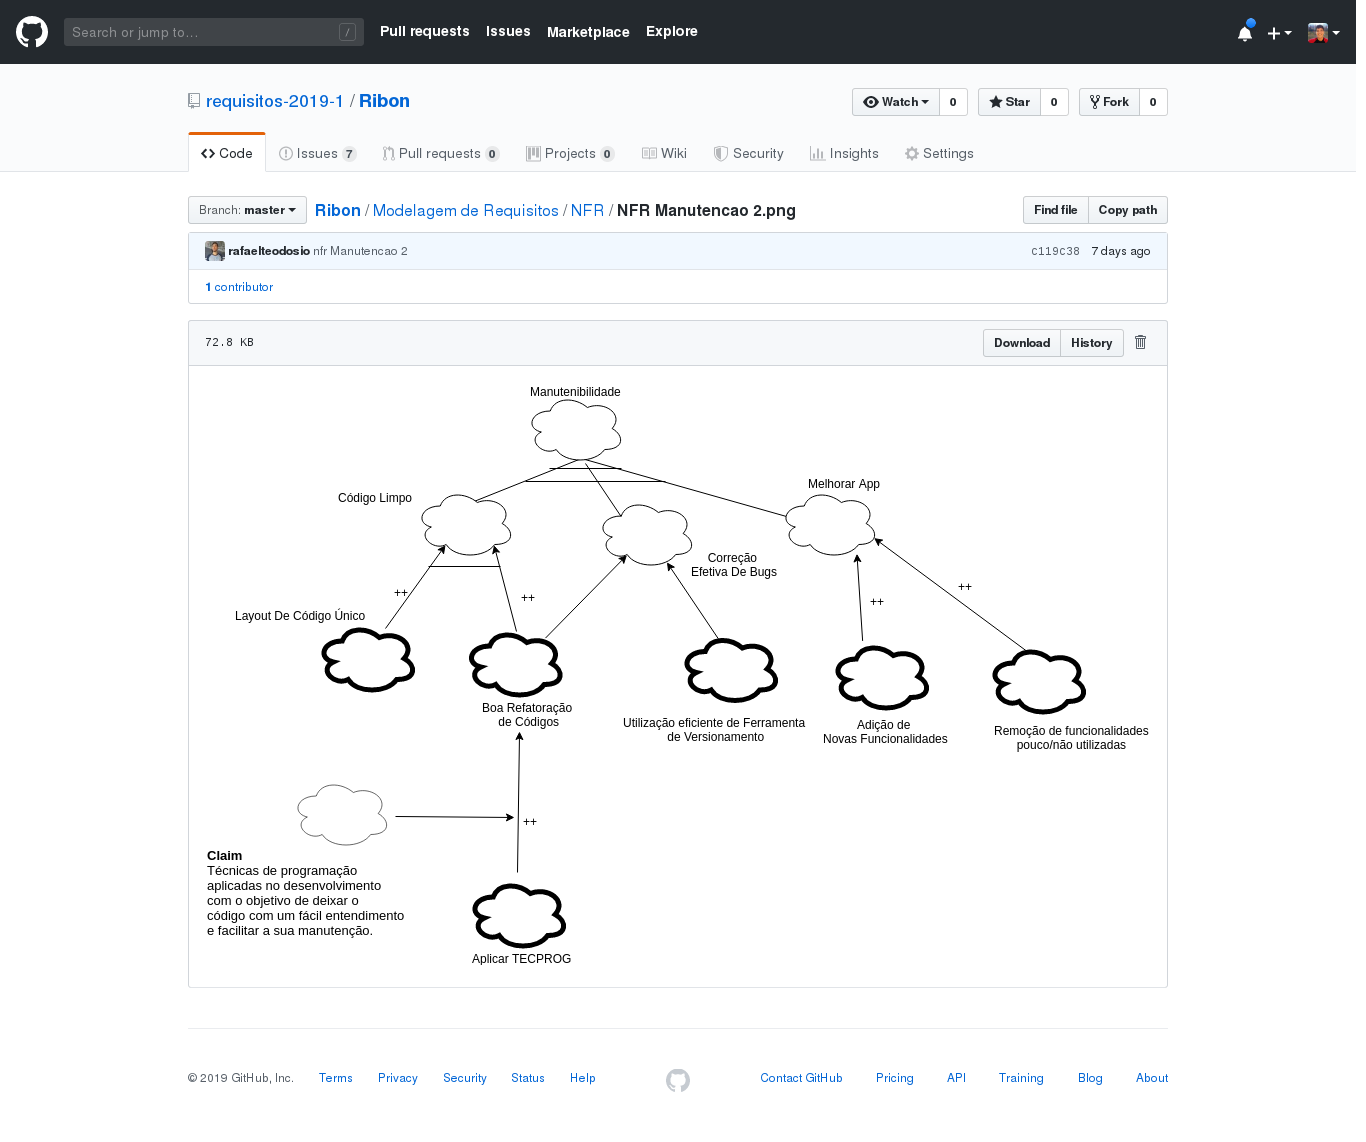 Search or jump to... /
Pull requests Issues Marketplace Explore
requisitos-2019-1 / Ribon
Watch 0 Star 0 Fork 0
Code Issues 7 Pull requests 0 Projects 0 Wiki Security Insights Settings
Branch: master Ribon / Modelagem de Requisitos / NFR / NFR Manutencao 2.png Find file Copy path
rafaelteodosio nfr Manutencao 2 c119c38 7 days ago
1 contributor
72.8 KB Download History
Manutenibilidade
Melhorar App
Código Limpo
Correção
Efetiva De Bugs
++
++
++
++
Layout De Código Único
Boa Refatoração
de Códigos
Utilização eficiente de Ferramenta
de Versionamento
Adição de
Novas Funcionalidades
Remoção de funcionalidades
pouco/não utilizadas
++
Claim
Técnicas de programação
aplicadas no desenvolvimento
com o objetivo de deixar o
código com um fácil entendimento
e facilitar a sua manutenção.
Aplicar TECPROG
© 2019 GitHub, Inc. Terms Privacy Security Status Help Contact GitHub Pricing API Training Blog About